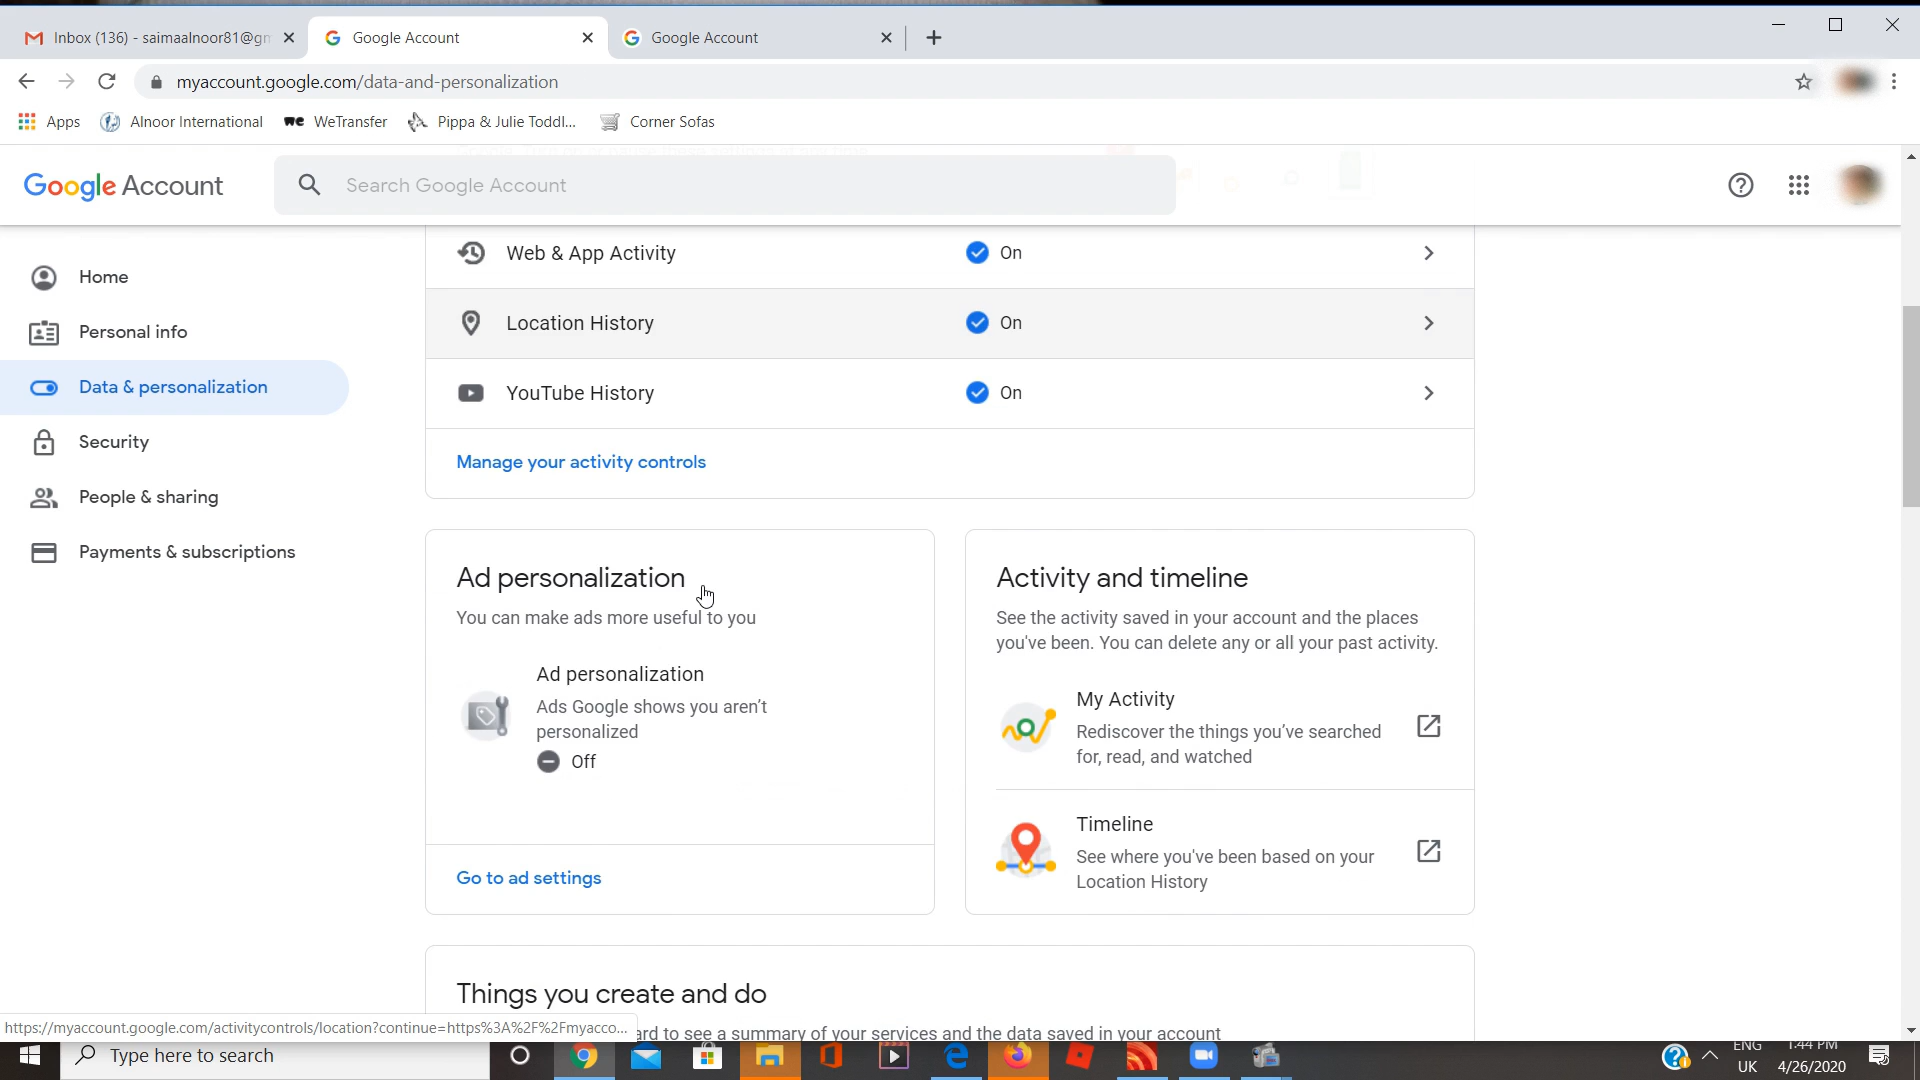 Inbox (136) - saimaalnoor81@gm
Google Account
Google Account
myaccount.google.com/data-and-personalization
Apps
Alnoor International
we WeTransfer
Pippa & Julie Toddl...
Corner Sofas
Google Account
Search Google Account
Home
Personal info
Data & personalization
Security
People & sharing
Payments & subscriptions
Web & App Activity
On
Location History
On
YouTube History
On
Manage your activity controls
Ad personalization
You can make ads more useful to you
Ad personalization
Ads Google shows you aren't
personalized
Off
Go to ad settings
Activity and timeline
See the activity saved in your account and the places
you've been. You can delete any or all your past activity.
My Activity
Rediscover the things you've searched
for, read, and watched
Timeline
See where you've been based on your
Location History
Things you create and do
ard to see a summary of your services and the data saved in your account
https://myaccount.google.com/activitycontrols/location?continue=https%3A%2F%2Fmyacco...
Type here to search
ENG
UK
1:44 PM
4/26/2020